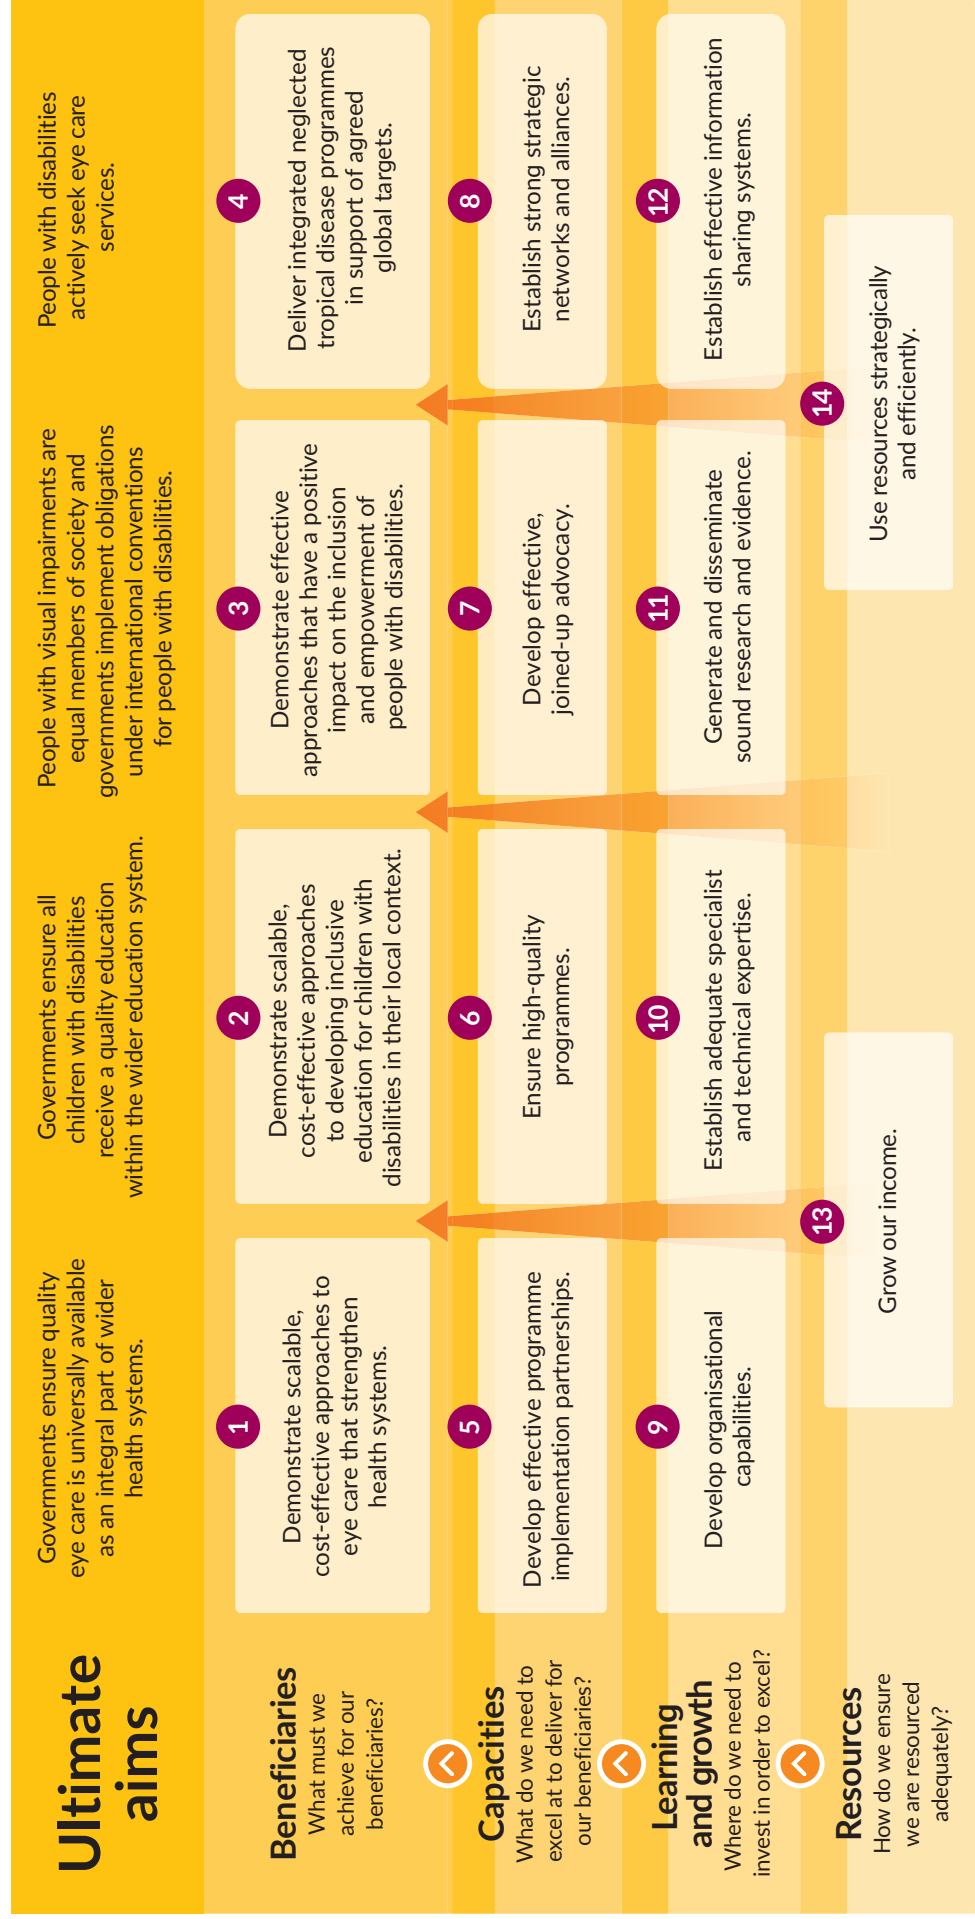 Ultimate
aims
Governments ensure quality
eye care is universally available
as an integral part of wider
health systems.
Governments ensure all
children with disabilities
receive a quality education
within the wider education system.
People with visual impairments are
equal members of society and
governments implement obligations
under international conventions
for people with disabilities.
People with disabilities
actively seek eye care
services.
Beneficiaries
What must we
achieve for our
beneficiaries?
1
Demonstrate scalable,
cost-effective approaches to
eye care that strengthen
health systems.
2
Demonstrate scalable,
cost-effective approaches
to developing inclusive
education for children with
disabilities in their local context.
3
Demonstrate effective
approaches that have a positive
impact on the inclusion
and empowerment of
people with disabilities.
4
Deliver integrated neglected
tropical disease programmes
in support of agreed
global targets.
Capacities
What do we need to
excel at to deliver for
our beneficiaries?
5
Develop effective programme
implementation partnerships.
6
Ensure high-quality
programmes.
7
Develop effective,
joined-up advocacy.
8
Establish strong strategic
networks and alliances.
Learning
and growth
Where do we need to
invest in order to excel?
9
Develop organisational
capabilities.
10
Establish adequate specialist
and technical expertise.
11
Generate and disseminate
sound research and evidence.
12
Establish effective information
sharing systems.
Resources
How do we ensure
we are resourced
adequately?
13
Grow our income.
14
Use resources strategically
and efficiently.